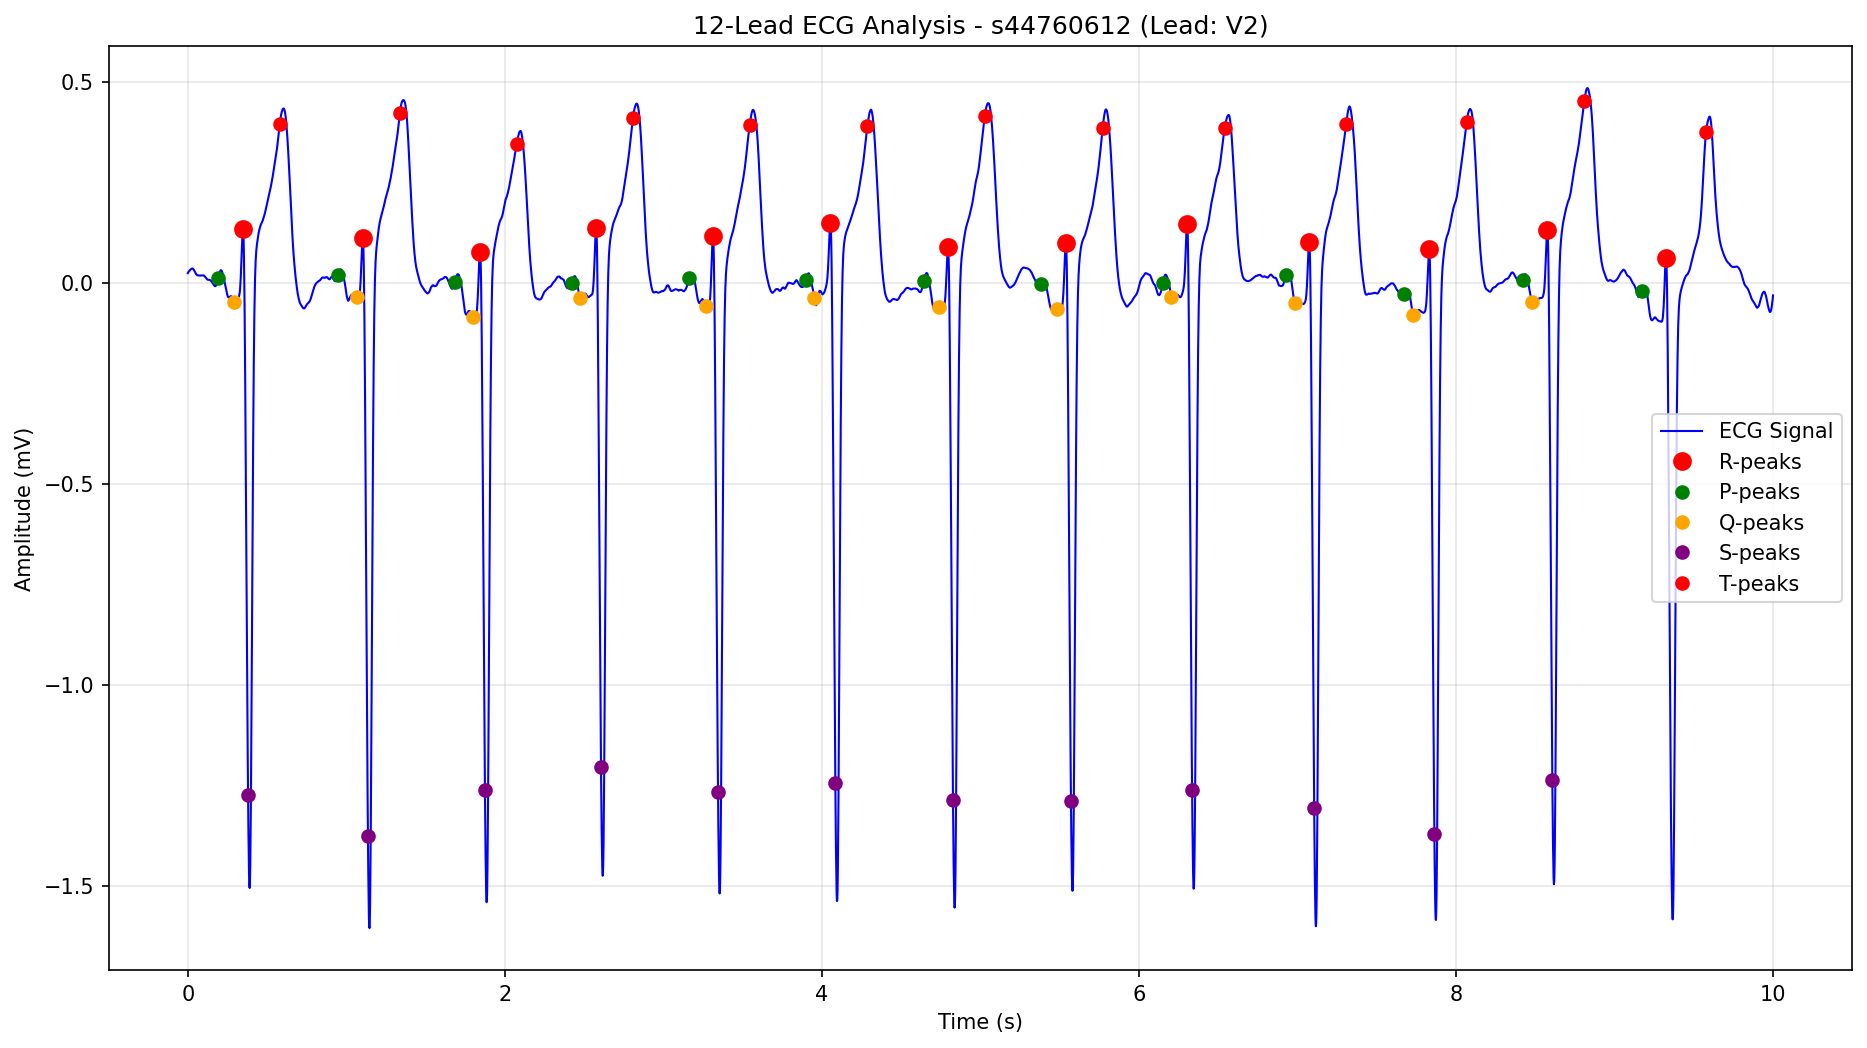 12-Lead ECG Analysis - s44760612 (Lead: V2)
0.5
0.0
−0.5
−1.0
−1.5
Amplitude (mV)
ECG Signal
R-peaks
P-peaks
Q-peaks
S-peaks
T-peaks
0 2 4 6 8 10
Time (s)